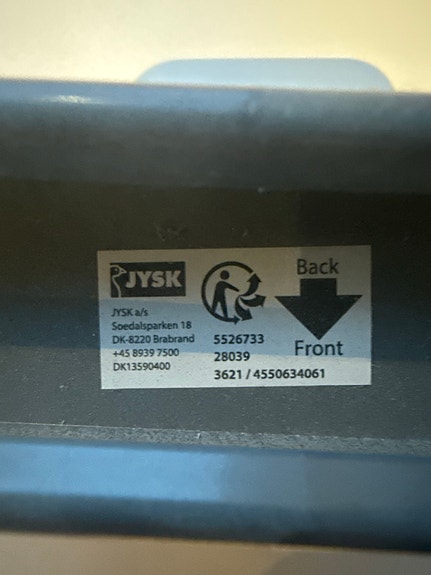 JYSK
JYSK a/s
Soedalsparken 18
DK-8220 Brabrand
+45 8939 7500
DK13590400
5526733
28039
3621 / 4550634061
Back
Front